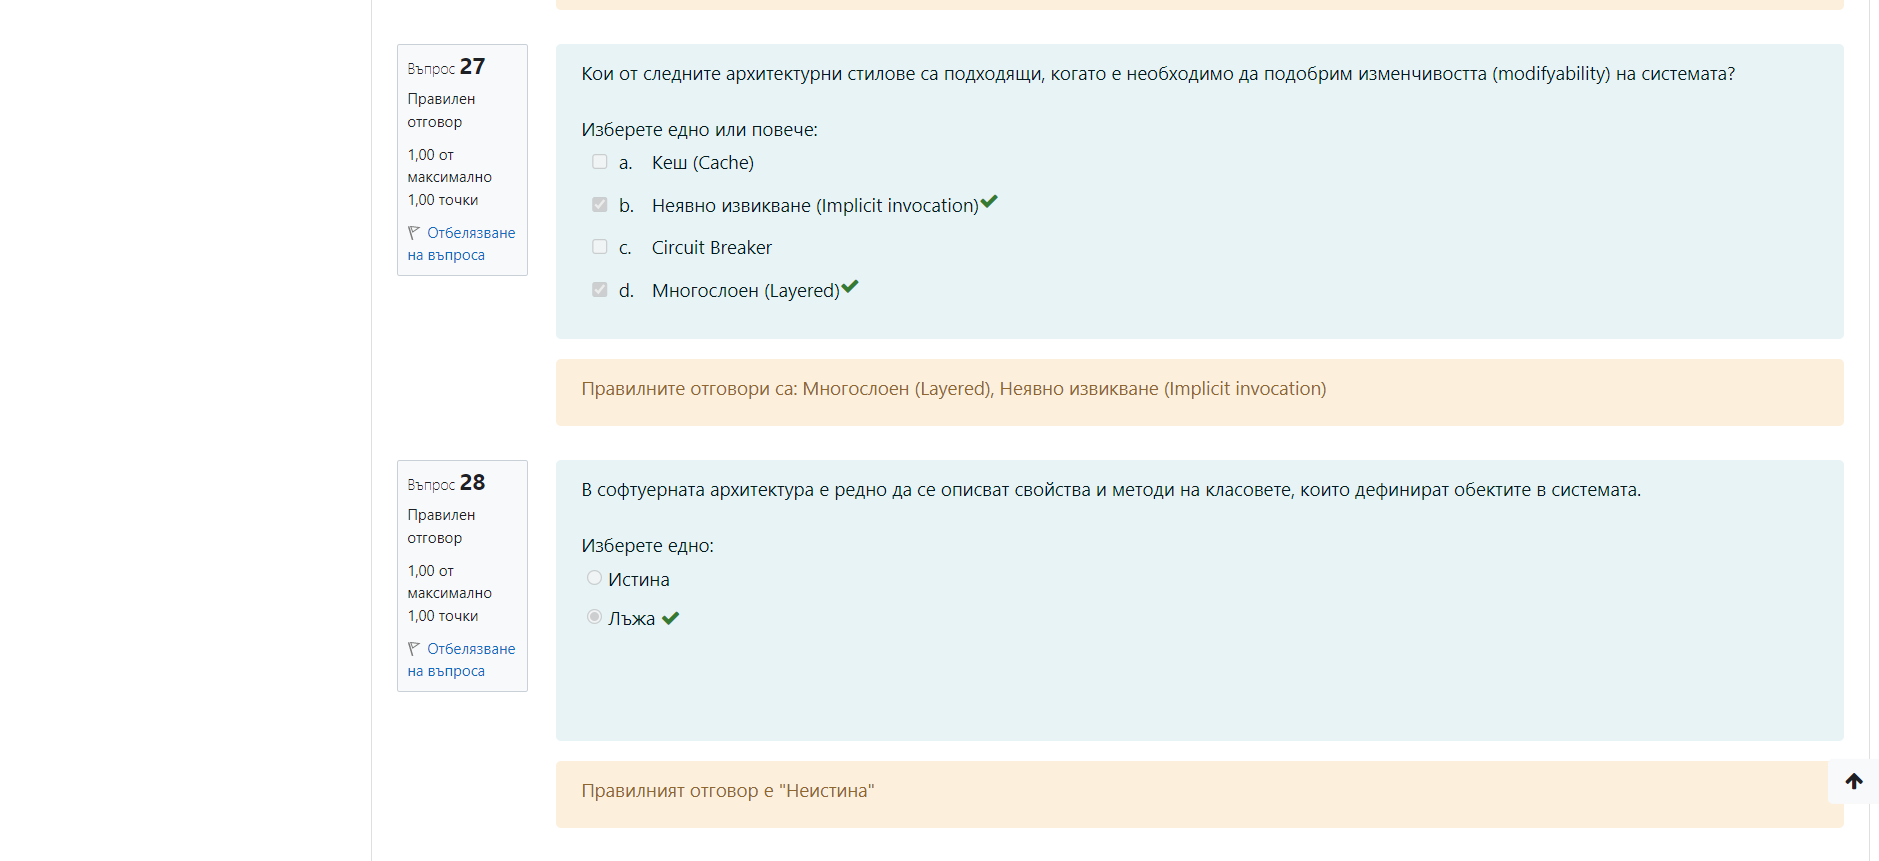 Въпрос 27
Правилен
отговор
1,00 от
максимално
1,00 точки
Отбелязване
на въпроса
Кои от следните архитектурни стилове са подходящи, когато е необходимо да подобрим изменчивостта (modifyability) на системата?
Изберете едно или повече:
a. Кеш (Cache)
b. Неявно извикване (Implicit invocation)
c. Circuit Breaker
d. Многослоен (Layered)
Правилните отговори са: Многослоен (Layered), Неявно извикване (Implicit invocation)
Въпрос 28
Правилен
отговор
1,00 от
максимално
1,00 точки
Отбелязване
на въпроса
В софтуерната архитектура е редно да се описват свойства и методи на класовете, които дефинират обектите в системата.
Изберете едно:
Истина
Лъжа
Правилният отговор е "Неистина"